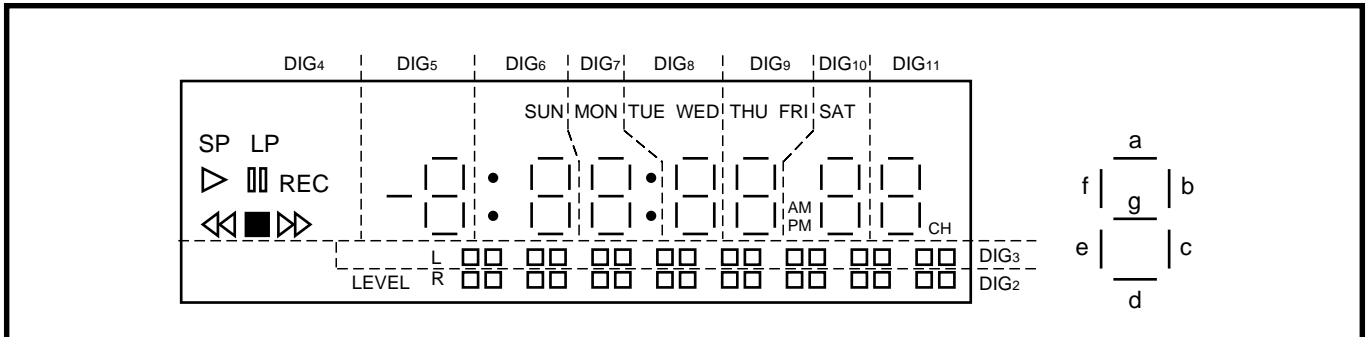 DIG4 DIG5 DIG6 DIG7 DIG8 DIG9 DIG10 DIG11
SUN MON TUE WED THU FRI SAT
SP LP
REC
AM
PM
CH
L
DIG3
LEVEL R
DIG2
a
f b
g
e c
d